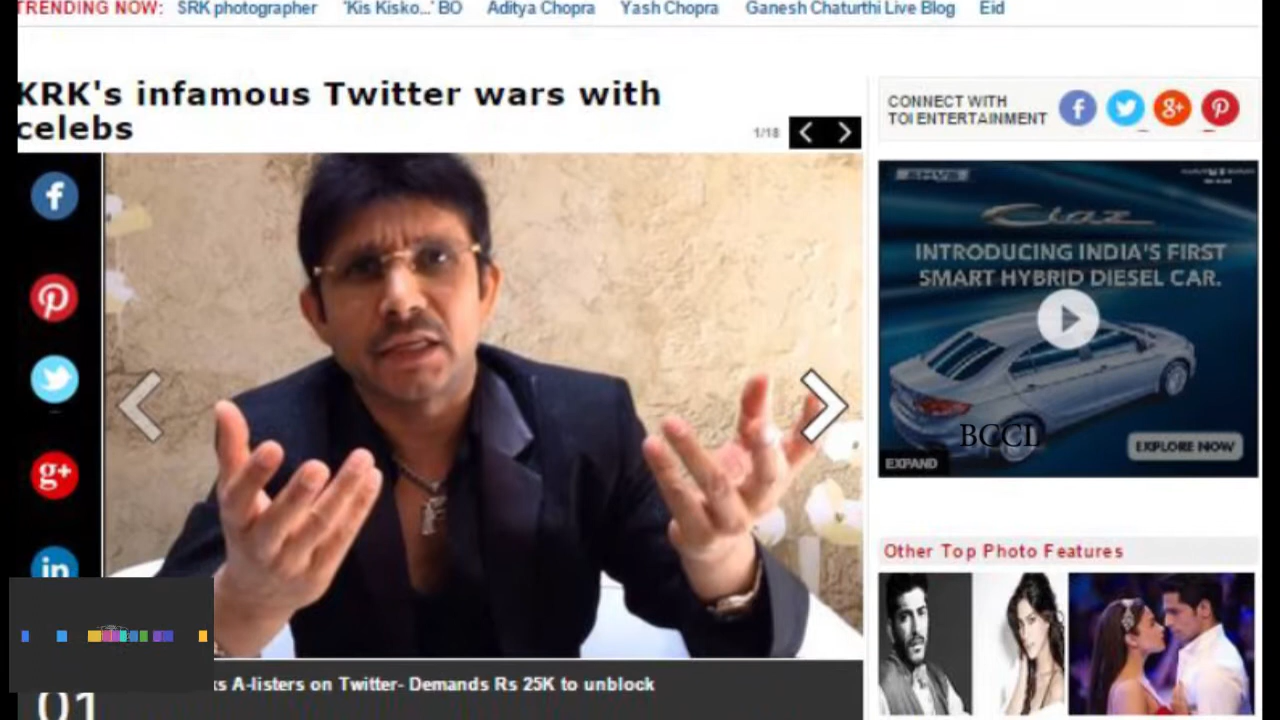 TRENDING NOW: SRK photographer 'Kis Kisko...' BO Aditya Chopra Yash Chopra Ganesh Chaturthi Live Blog Eid
KRK's infamous Twitter wars with
celebs
1/18
CONNECT WITH
TOI ENTERTAINMENT
f
g+
in
Ciaz
INTRODUCING INDIA'S FIRST
SMART HYBRID DIESEL CAR.
BCCL
EXPLORE NOW
EXPAND
Other Top Photo Features
ks A-listers on Twitter- Demands Rs 25K to unblock
01